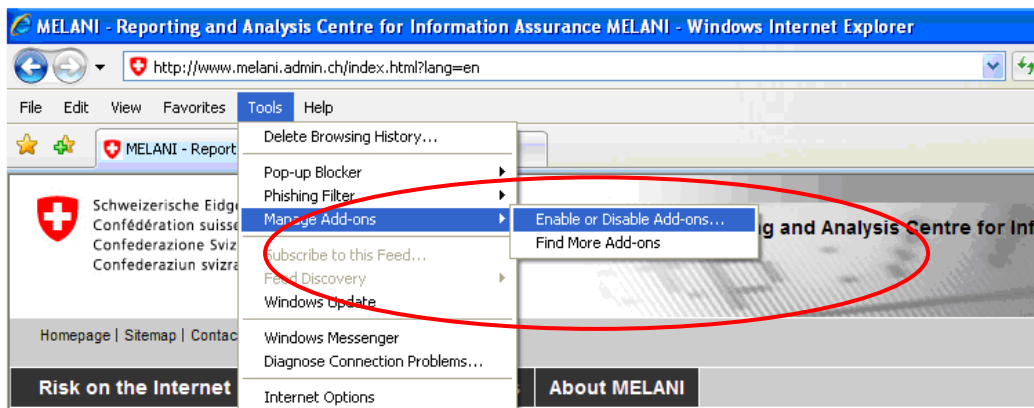 MELANI - Reporting and Analysis Centre for Information Assurance MELANI - Windows Internet Explorer
http://www.melani.admin.ch/index.html?lang=en
File Edit View Favorites Tools Help
MELANI - Report
Delete Browsing History...
Pop-up Blocker
Phishing Filter
Manage Add-ons
Enable or Disable Add-ons...
Find More Add-ons
Subscribe to this Feed...
Feed Discovery
Windows Update
Windows Messenger
Diagnose Connection Problems...
Internet Options
Schweizerische Eidg
Confédération suisse
Confederazione Sviz
Confederaziun svizra
g and Analysis Centre for Inf
Homepage | Sitemap | Contac
Risk on the Internet
About MELANI